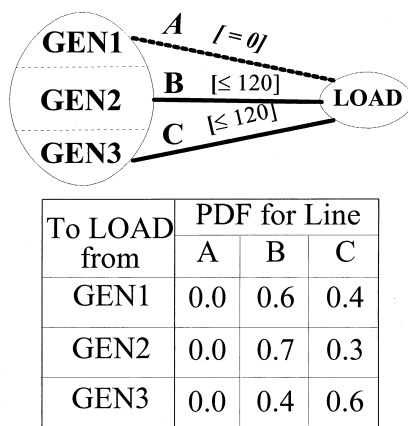 GEN1
A
[ = 0]
GEN2
B
[≤ 120]
LOAD
GEN3
C
[≤ 120]
To LOAD from
PDF for Line
A B C
GEN1 0.0 0.6 0.4
GEN2 0.0 0.7 0.3
GEN3 0.0 0.4 0.6